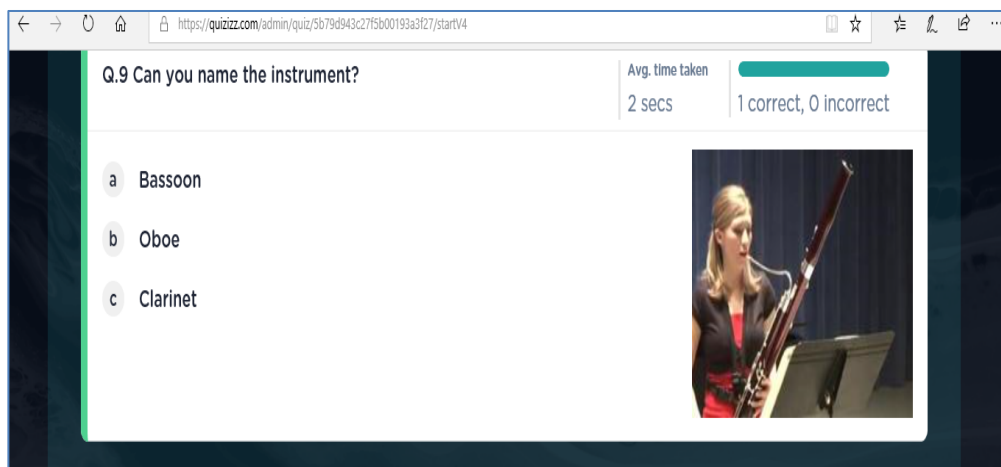 https://quizizz.com/admin/quiz/5b79d943c27f5b00193a3f27/startV4
Q.9 Can you name the instrument?
Avg. time taken
2 secs
1 correct, 0 incorrect
a Bassoon
b Oboe
c Clarinet